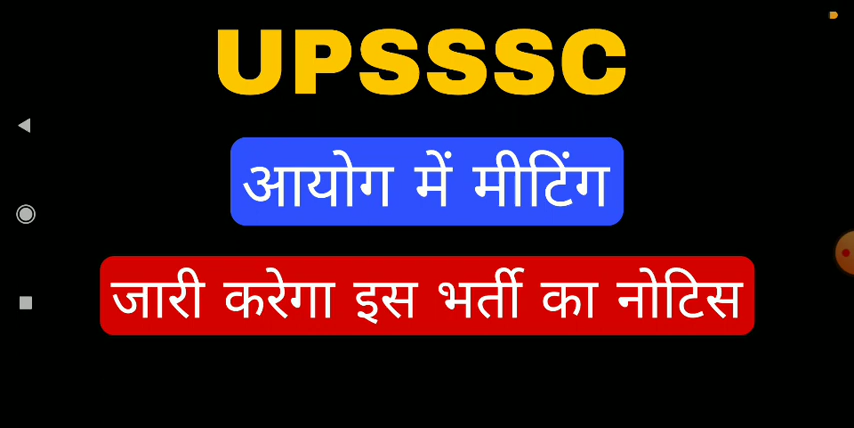 UPSSSC
आयोग में मीटिंग
जारी करेगा इस भर्ती का नोटिस